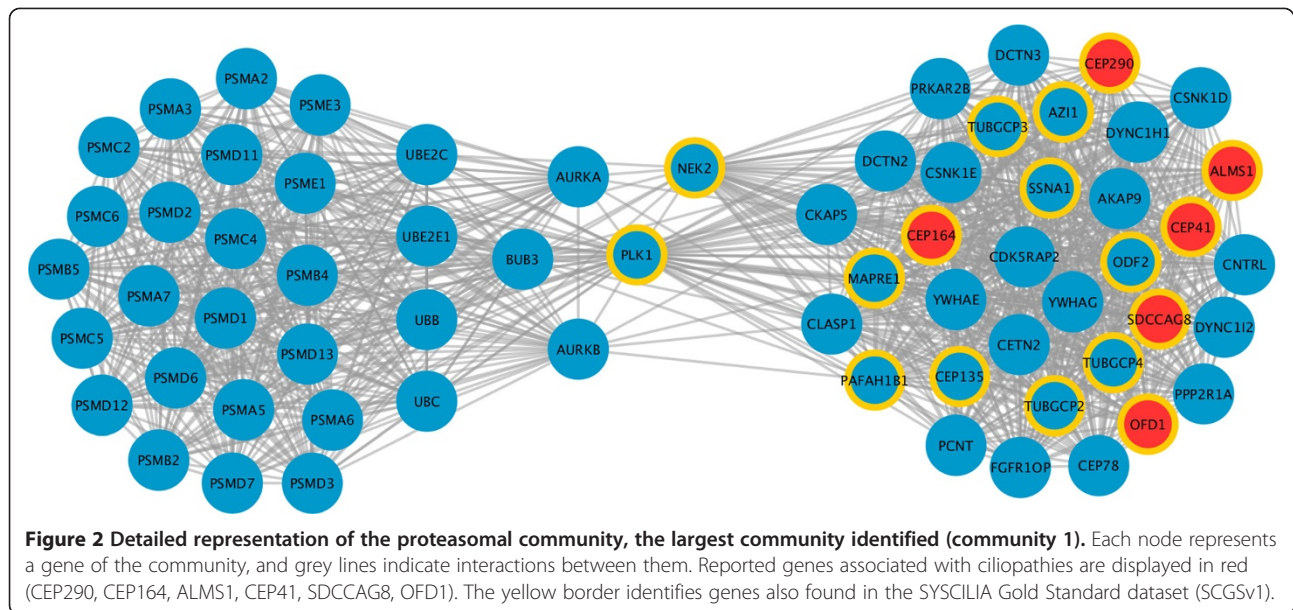 PSMA2
PSMA3
PSME3
PSMC2
PSMD11
PSME1
PSMC6
PSMD2
PSMC4
PSMB5
PSMB4
PSMA7
PSMD1
PSMC5
PSMD13
PSMD6
PSMD12
PSMA5
PSMA6
PSMB2
PSMD7
PSMD3
UBE2C
UBE2E1
UBB
UBC
BUB3
AURKA
AURKB
NEK2
PLK1
DCTN3
CEP290
PRKAR2B
CSNK1D
AZI1
TUBGCP3
DYNC1H1
DCTN2
CSNK1E
SSNA1
ALMS1
AKAP9
CKAP5
CEP164
CEP41
CDK5RAP2
ODF2
CNTRL
MAPRE1
YWHAE
YWHAG
SDCCAG8
CLASP1
DYNC1I2
CETN2
TUBGCP4
PAFAH1B1
CEP135
PPP2R1A
TUBGCP2
OFD1
PCNT
FGFR1OP
CEP78
Figure 2 Detailed representation of the proteasomal community, the largest community identified (community 1). Each node represents
a gene of the community, and grey lines indicate interactions between them. Reported genes associated with ciliopathies are displayed in red
(CEP290, CEP164, ALMS1, CEP41, SDCCAG8, OFD1). The yellow border identifies genes also found in the SYSCILIA Gold Standard dataset (SCGSv1).